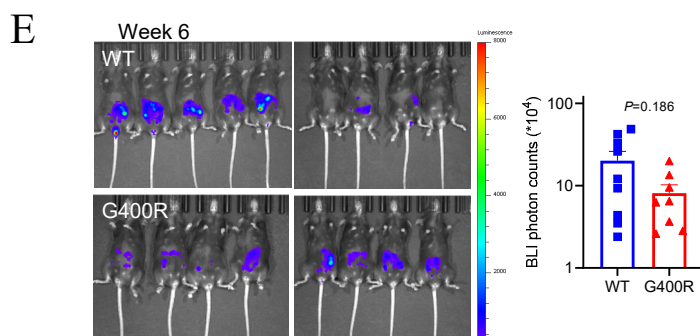 E
Week 6
WT
G400R
Luminescence
8000
6000
4000
2000
BLI photon counts (*10⁴)
100
10
1
P=0.186
WT G400R